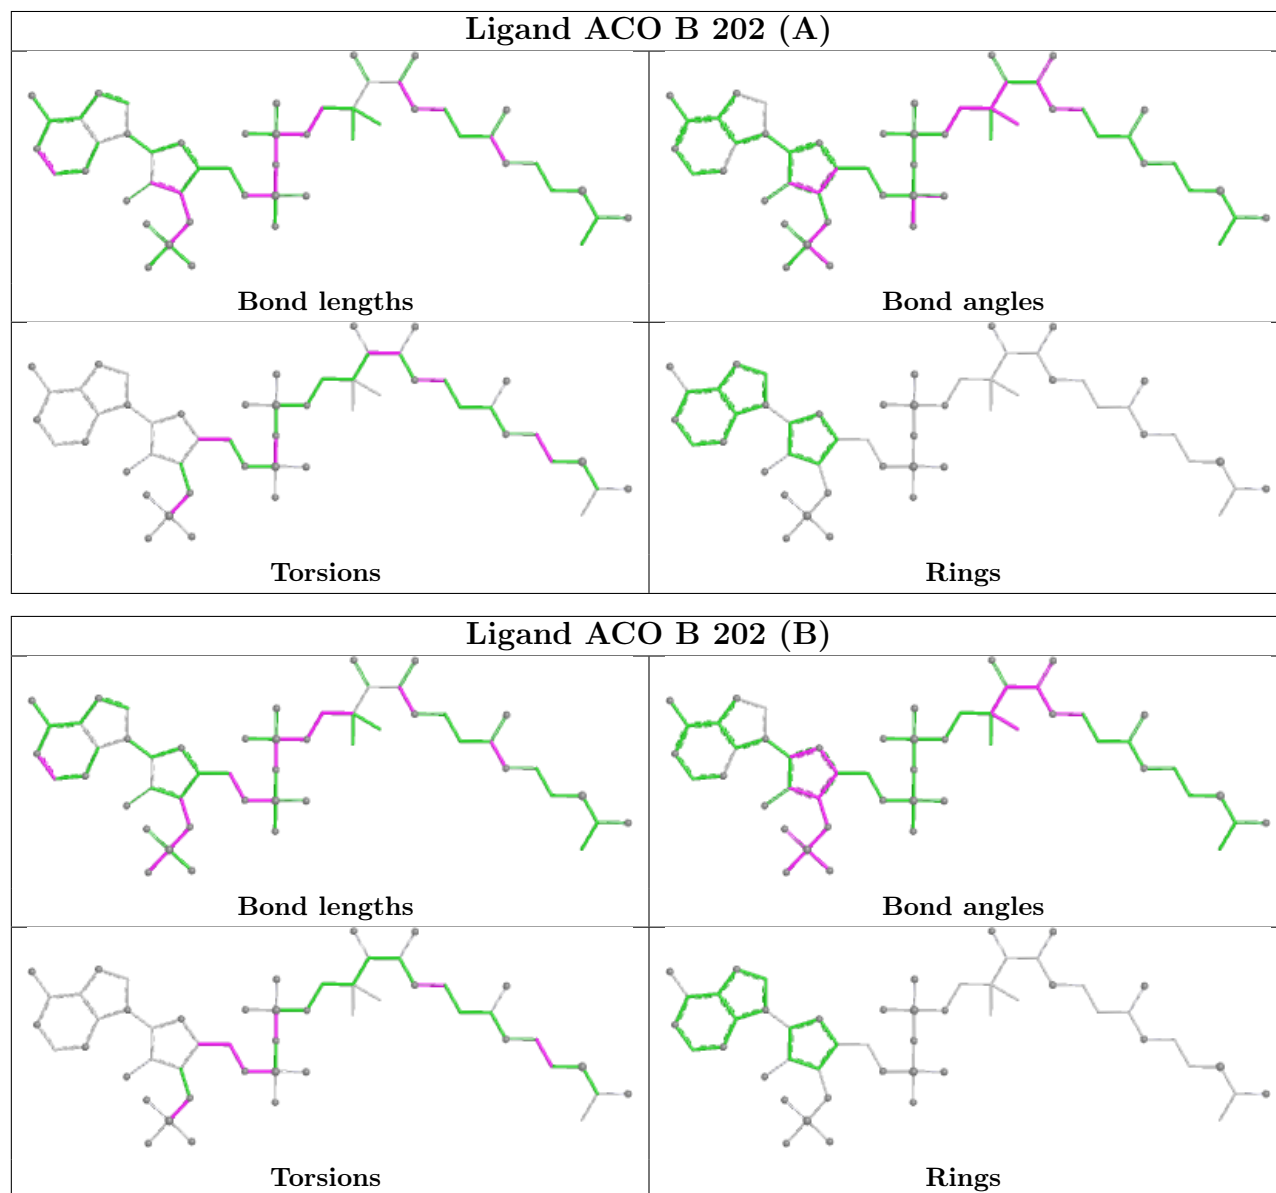 Ligand ACO B 202 (A)
Bond lengths
Bond angles
Torsions
Rings
Ligand ACO B 202 (B)
Bond lengths
Bond angles
Torsions
Rings